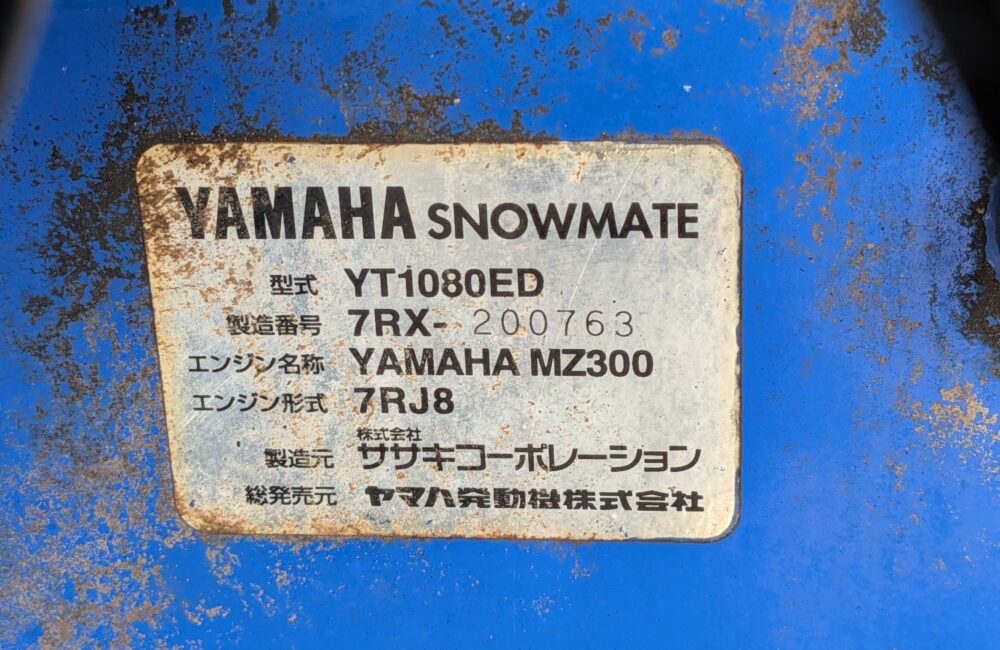 YAMAHA SNOWMATE
型式 YT1080ED
製造番号 7RX- 200763
エンジン名称 YAMAHA MZ300
エンジン形式 7RJ8
株式会社
製造元 ササキコーポレーション
総発売元 ヤマハ発動機株式会社